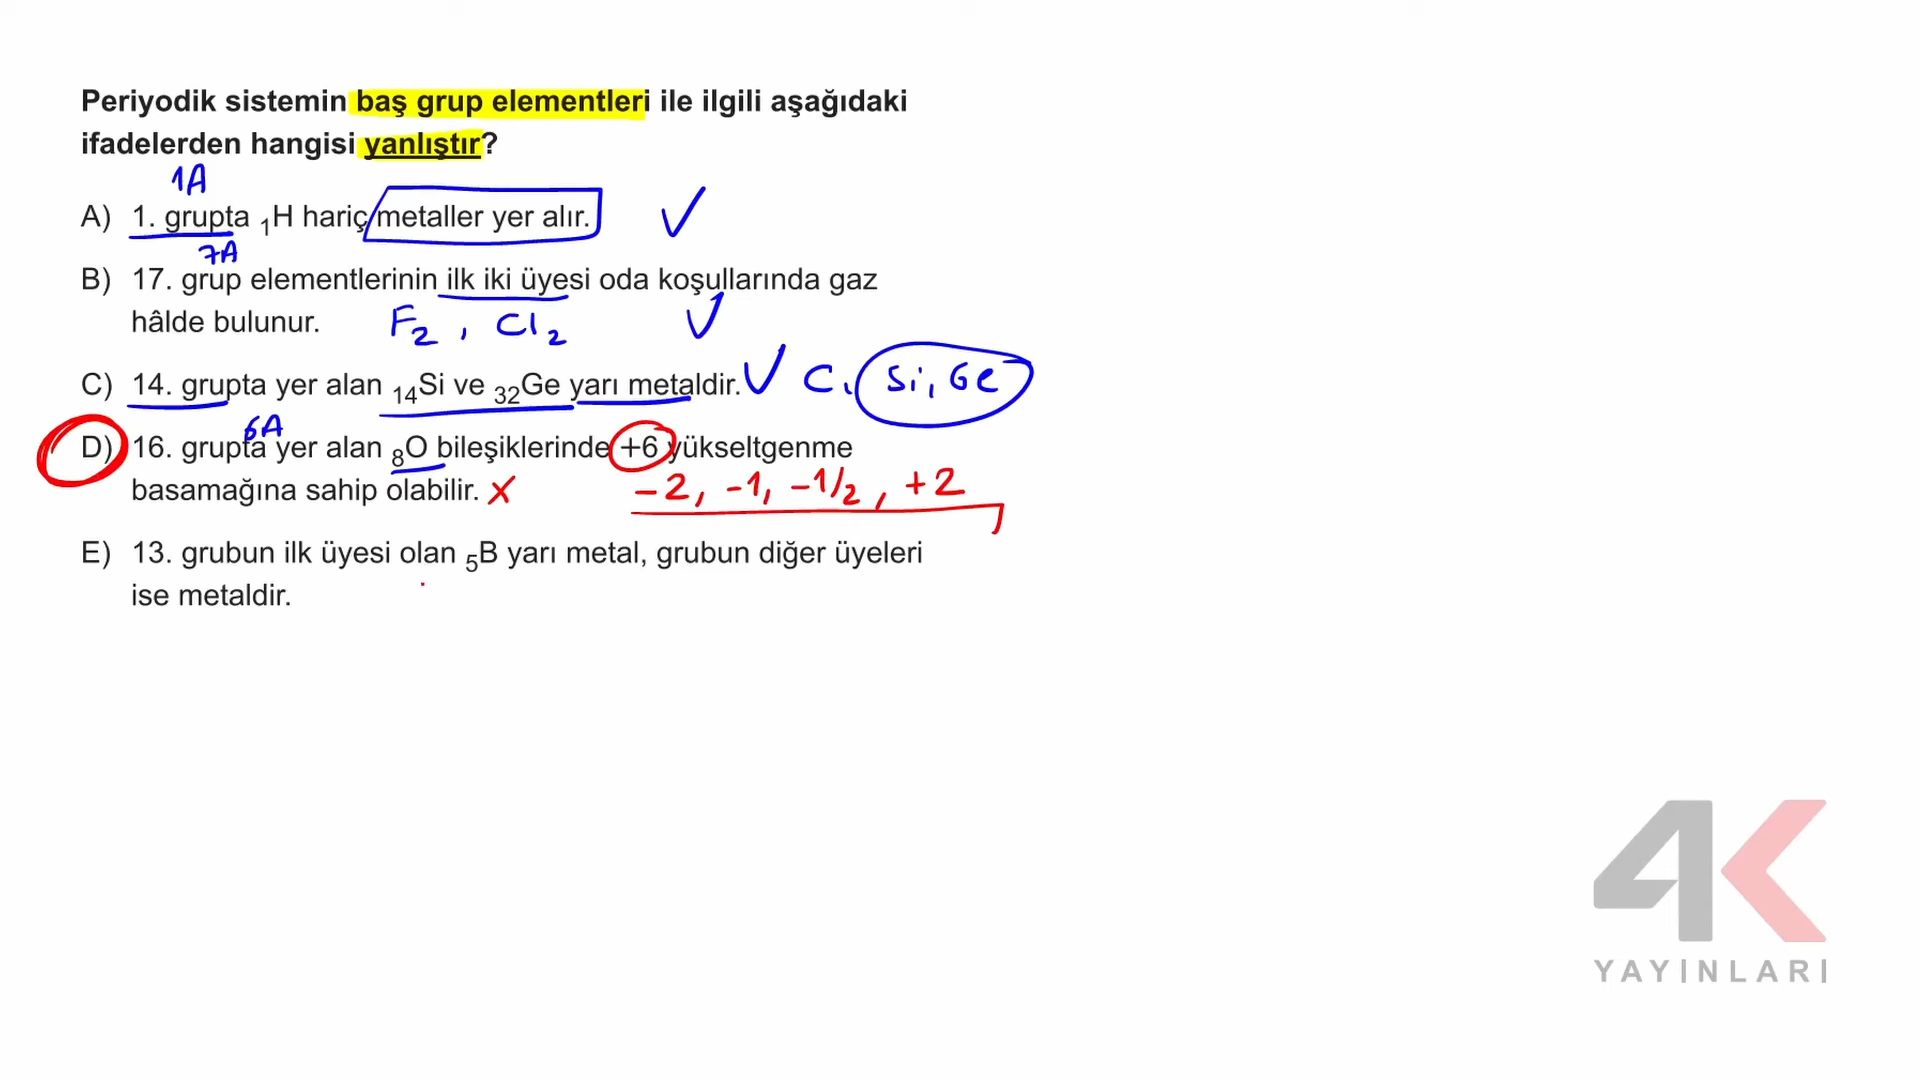 Periyodik sistemin baş grup elementleri ile ilgili aşağıdaki
ifadelerden hangisi yanlıştır?
1A
A) 1. grupta ₁H hariç metaller yer alır. ✓
7A
B) 17. grup elementlerinin ilk iki üyesi oda koşullarında gaz
hâlde bulunur. F₂ , Cl₂ ✓
C) 14. grupta yer alan ₁₄Si ve ₃₂Ge yarı metaldir. ✓ C, Si, Ge
6A
D) 16. grupta yer alan ₈O bileşiklerinde +6 yükseltgenme
basamağına sahip olabilir. X -2, -1, -1/2, +2
E) 13. grubun ilk üyesi olan ₅B yarı metal, grubun diğer üyeleri
ise metaldir.
4K
YAYINLARI